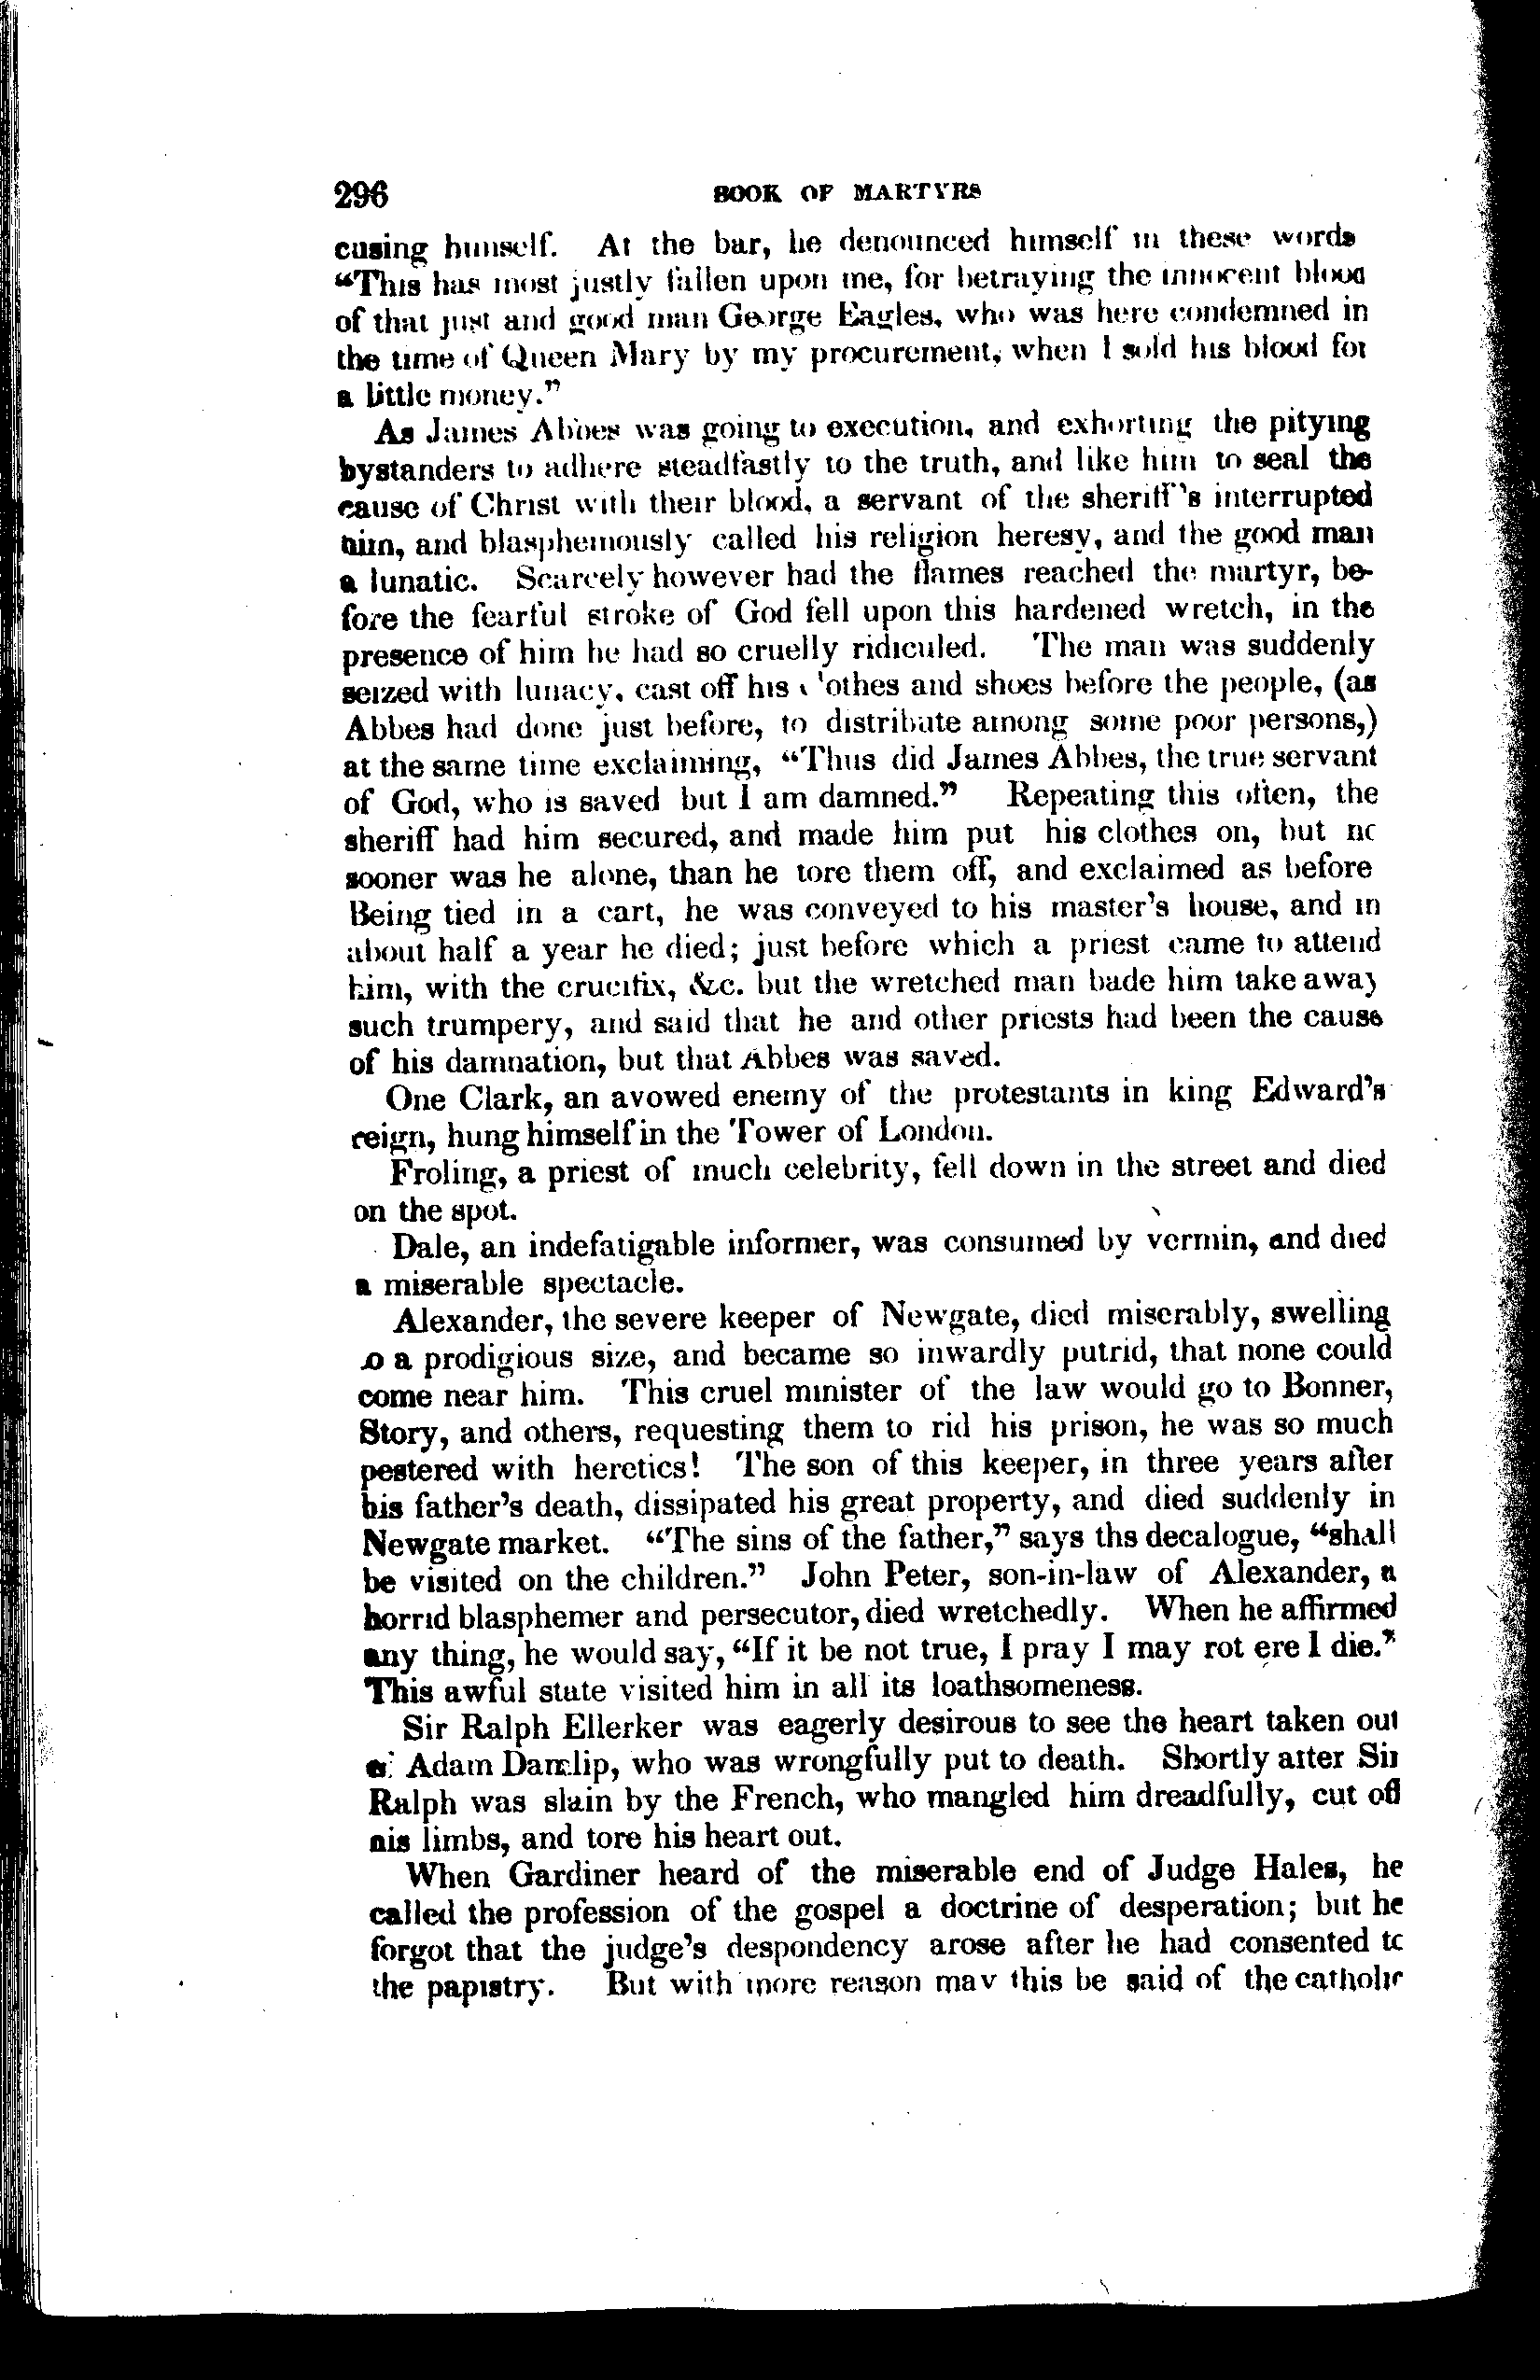 296 BOOK OF MARTYRS
cusing himself. At the bar, he denounced himself in these words
“This has most justly fallen upon me, for betraying the innocent blood
of that just and good man George Eagles, who was here condemned in
the time of Queen Mary by my procurement, when I sold his blood for
a little money.”
As James Abbes was going to execution, and exhorting the pitying
bystanders to adhere steadfastly to the truth, and like him to seal the
cause of Christ with their blood, a servant of the sheriff's interrupted
him, and blasphemously called his religion heresy, and the good man
a lunatic. Scarcely however had the flames reached the martyr, be-
fore the fearful stroke of God fell upon this hardened wretch, in the
presence of him he had so cruelly ridiculed. The man was suddenly
seized with lunacy, cast off his clothes and shoes before the people, (as
Abbes had done just before, to distribute among some poor persons,)
at the same time exclaiming, “Thus did James Abbes, the true servant
of God, who is saved but I am damned.” Repeating this often, the
sheriff had him secured, and made him put his clothes on, but no
sooner was he alone, than he tore them off, and exclaimed as before
Being tied in a cart, he was conveyed to his master's house, and in
about half a year he died; just before which a priest came to attend
him, with the crucifix, &c. but the wretched man bade him take away
such trumpery, and said that he and other priests had been the cause
of his damnation, but that Abbes was saved.
One Clark, an avowed enemy of the protestants in king Edward's
reign, hung himself in the Tower of London.
Froling, a priest of much celebrity, fell down in the street and died
on the spot.
Dale, an indefatigable informer, was consumed by vermin, and died
a miserable spectacle.
Alexander, the severe keeper of Newgate, died miserably, swelling
to a prodigious size, and became so inwardly putrid, that none could
come near him. This cruel minister of the law would go to Bonner,
Story, and others, requesting them to rid his prison, he was so much
pestered with heretics! The son of this keeper, in three years after
his father's death, dissipated his great property, and died suddenly in
Newgate market. “The sins of the father,” says ths decalogue, “shall
be visited on the children.” John Peter, son-in-law of Alexander, a
horrid blasphemer and persecutor, died wretchedly. When he affirmed
any thing, he would say, “If it be not true, I pray I may rot ere I die.”
This awful state visited him in all its loathsomeness.
Sir Ralph Ellerker was eagerly desirous to see the heart taken out
of Adam Damlip, who was wrongfully put to death. Shortly after Sir
Ralph was slain by the French, who mangled him dreadfully, cut off
his limbs, and tore his heart out.
When Gardiner heard of the miserable end of Judge Hales, he
called the profession of the gospel a doctrine of desperation; but he
forgot that the judge's despondency arose after he had consented to
the papistry. But with more reason may this be said of the catholic